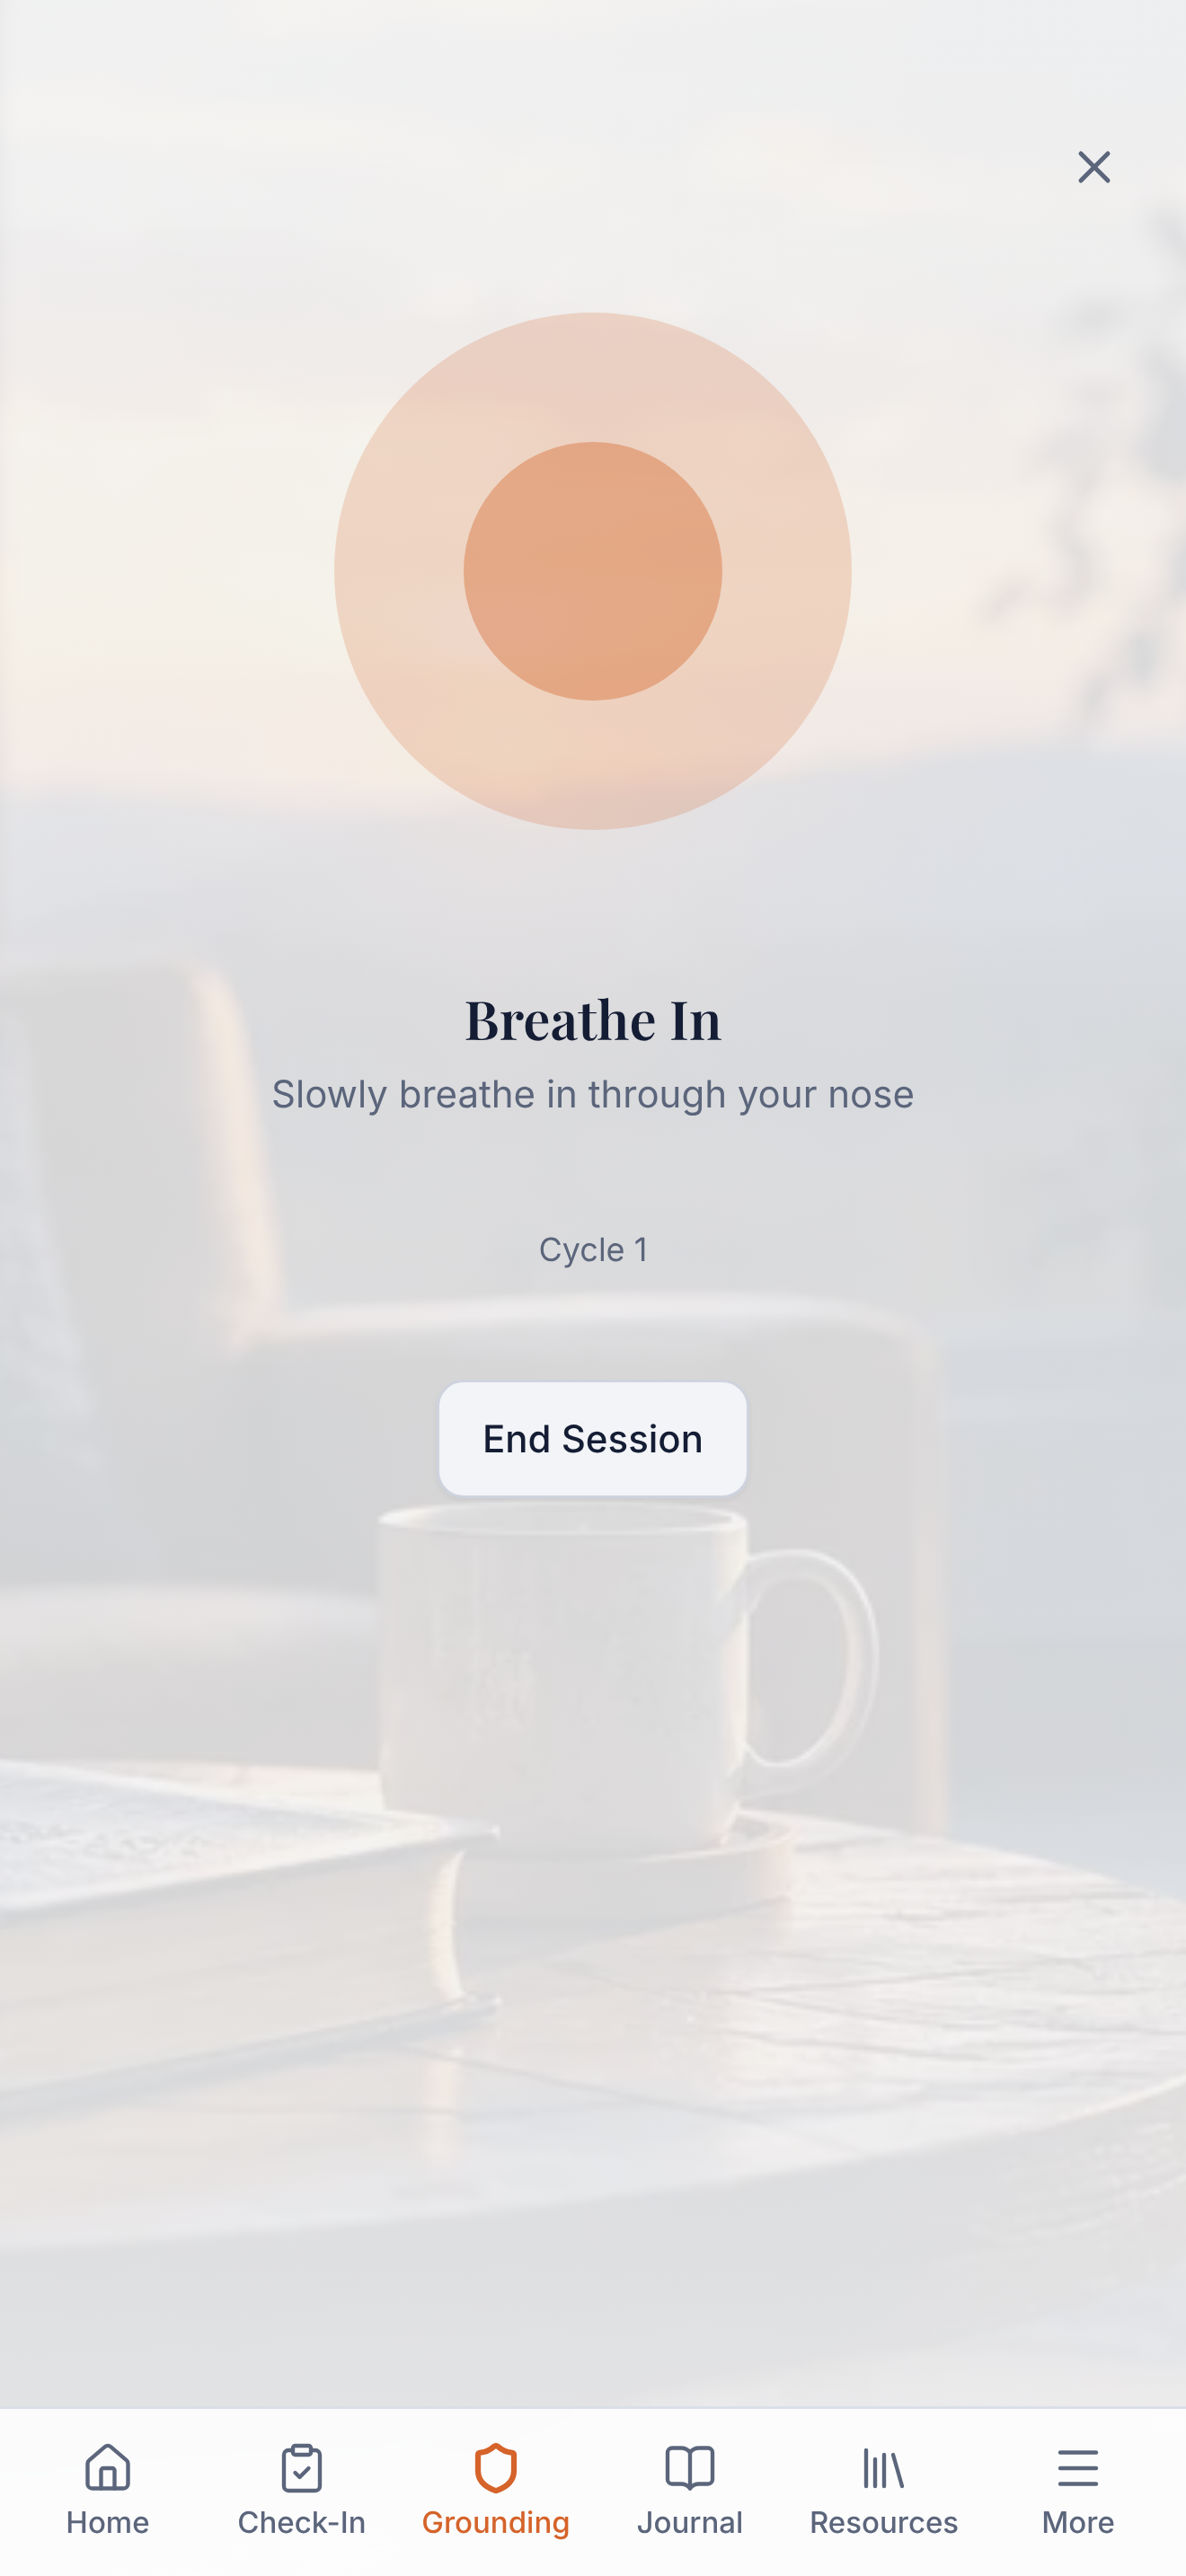 Breathe In
Slowly breathe in through your nose
Cycle 1
End Session
Home
Check-In
Grounding
Journal
Resources
More